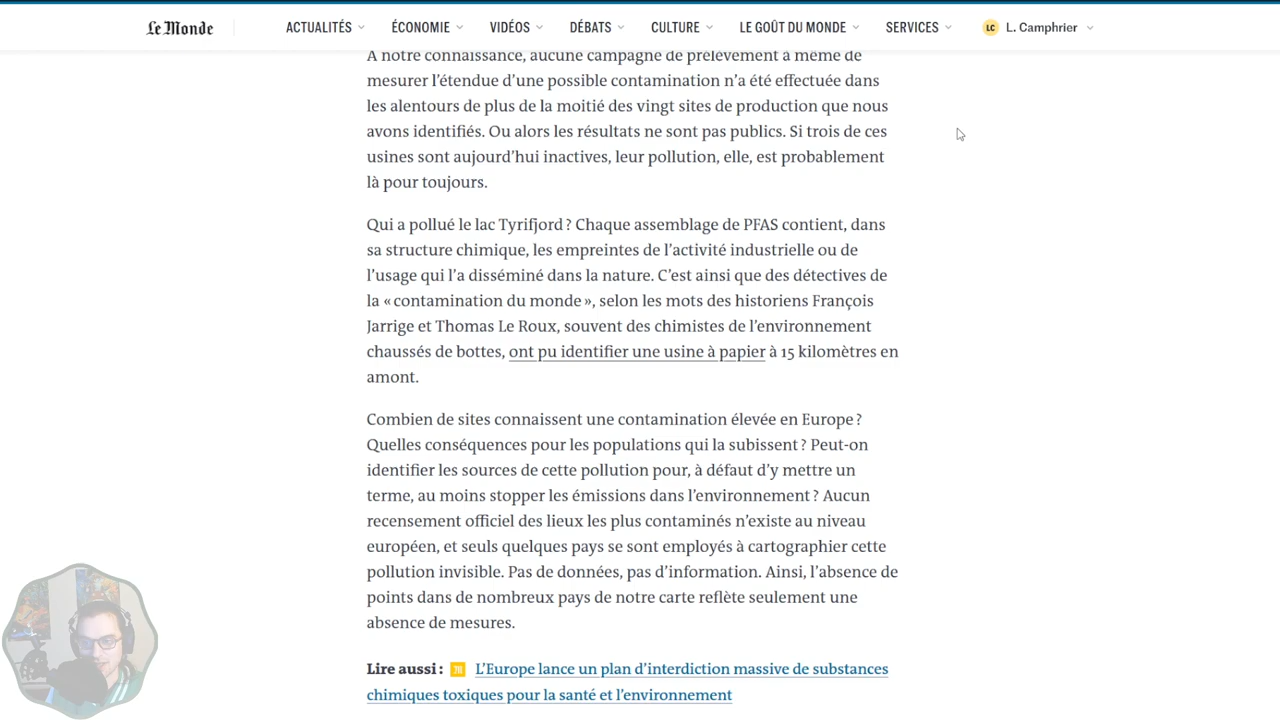 Le Monde
ACTUALITÉS
ÉCONOMIE
VIDÉOS
DÉBATS
CULTURE
LE GOÛT DU MONDE
SERVICES
LC L. Camphrier
A notre connaissance, aucune campagne de prélèvement à même de
mesurer l’étendue d’une possible contamination n’a été effectuée dans
les alentours de plus de la moitié des vingt sites de production que nous
avons identifiés. Ou alors les résultats ne sont pas publics. Si trois de ces
usines sont aujourd’hui inactives, leur pollution, elle, est probablement
là pour toujours.
Qui a pollué le lac Tyrifjord ? Chaque assemblage de PFAS contient, dans
sa structure chimique, les empreintes de l’activité industrielle ou de
l’usage qui l’a disséminé dans la nature. C’est ainsi que des détectives de
la « contamination du monde », selon les mots des historiens François
Jarrige et Thomas Le Roux, souvent des chimistes de l’environnement
chaussés de bottes, ont pu identifier une usine à papier à 15 kilomètres en
amont.
Combien de sites connaissent une contamination élevée en Europe ?
Quelles conséquences pour les populations qui la subissent ? Peut-on
identifier les sources de cette pollution pour, à défaut d’y mettre un
terme, au moins stopper les émissions dans l’environnement ? Aucun
recensement officiel des lieux les plus contaminés n’existe au niveau
européen, et seuls quelques pays se sont employés à cartographier cette
pollution invisible. Pas de données, pas d’information. Ainsi, l’absence de
points dans de nombreux pays de notre carte reflète seulement une
absence de mesures.
Lire aussi : L’Europe lance un plan d’interdiction massive de substances
chimiques toxiques pour la santé et l’environnement